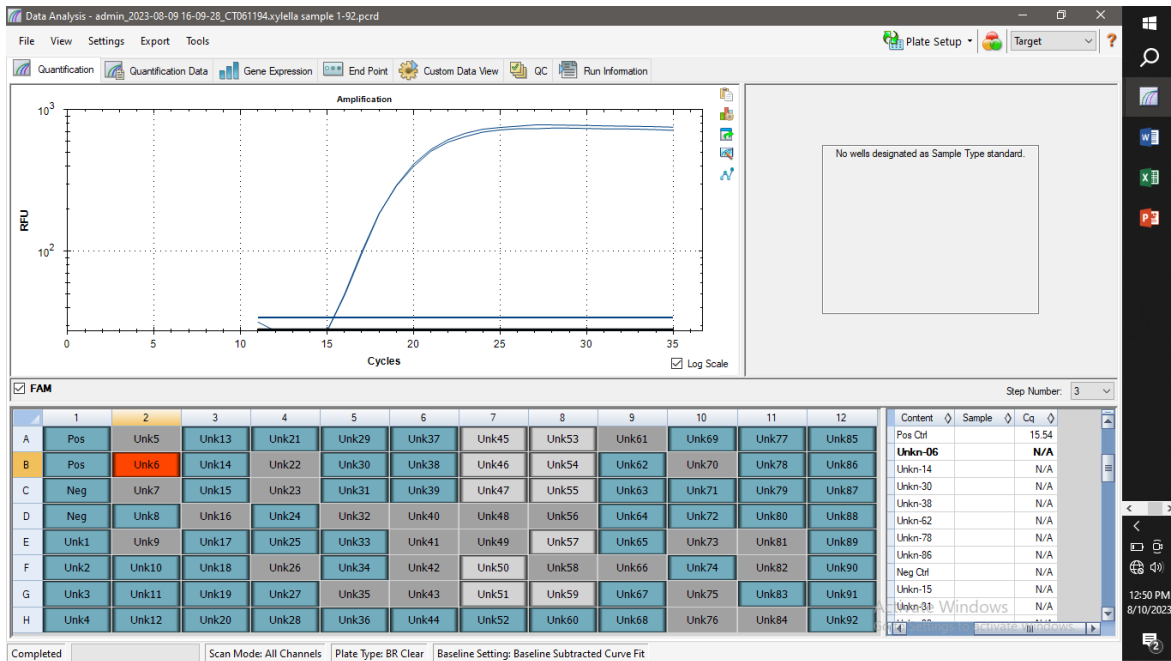 Data Analysis - admin_2023-08-09 16-09-28_CT061194.xylella sample 1-92.pcrd
File View Settings Export Tools
Plate Setup Target ?
Quantification Quantification Data Gene Expression End Point Custom Data View QC Run Information
Amplification
10³
10²
RFU
0 5 10 15 20 25 30 35
Cycles
Log Scale
No wells designated as Sample Type standard.
FAM
Step Number: 3
1 2 3 4 5 6 7 8 9 10 11 12
A Pos Unk5 Unk13 Unk21 Unk29 Unk37 Unk45 Unk53 Unk61 Unk69 Unk77 Unk85
B Pos Unk6 Unk14 Unk22 Unk30 Unk38 Unk46 Unk54 Unk62 Unk70 Unk78 Unk86
C Neg Unk7 Unk15 Unk23 Unk31 Unk39 Unk47 Unk55 Unk63 Unk71 Unk79 Unk87
D Neg Unk8 Unk16 Unk24 Unk32 Unk40 Unk48 Unk56 Unk64 Unk72 Unk80 Unk88
E Unk1 Unk9 Unk17 Unk25 Unk33 Unk41 Unk49 Unk57 Unk65 Unk73 Unk81 Unk89
F Unk2 Unk10 Unk18 Unk26 Unk34 Unk42 Unk50 Unk58 Unk66 Unk74 Unk82 Unk90
G Unk3 Unk11 Unk19 Unk27 Unk35 Unk43 Unk51 Unk59 Unk67 Unk75 Unk83 Unk91
H Unk4 Unk12 Unk20 Unk28 Unk36 Unk44 Unk52 Unk60 Unk68 Unk76 Unk84 Unk92
Content Sample Cq
Pos Ctrl 15.54
Unkn-06 N/A
Unkn-14 N/A
Unkn-30 N/A
Unkn-38 N/A
Unkn-62 N/A
Unkn-78 N/A
Unkn-86 N/A
Neg Ctrl N/A
Unkn-15 N/A
Unkn-31 N/A
Activate Windows
Go to Settings to activate Windows.
Completed Scan Mode: All Channels Plate Type: BR Clear Baseline Setting: Baseline Subtracted Curve Fit
12:50 PM
8/10/2023
2